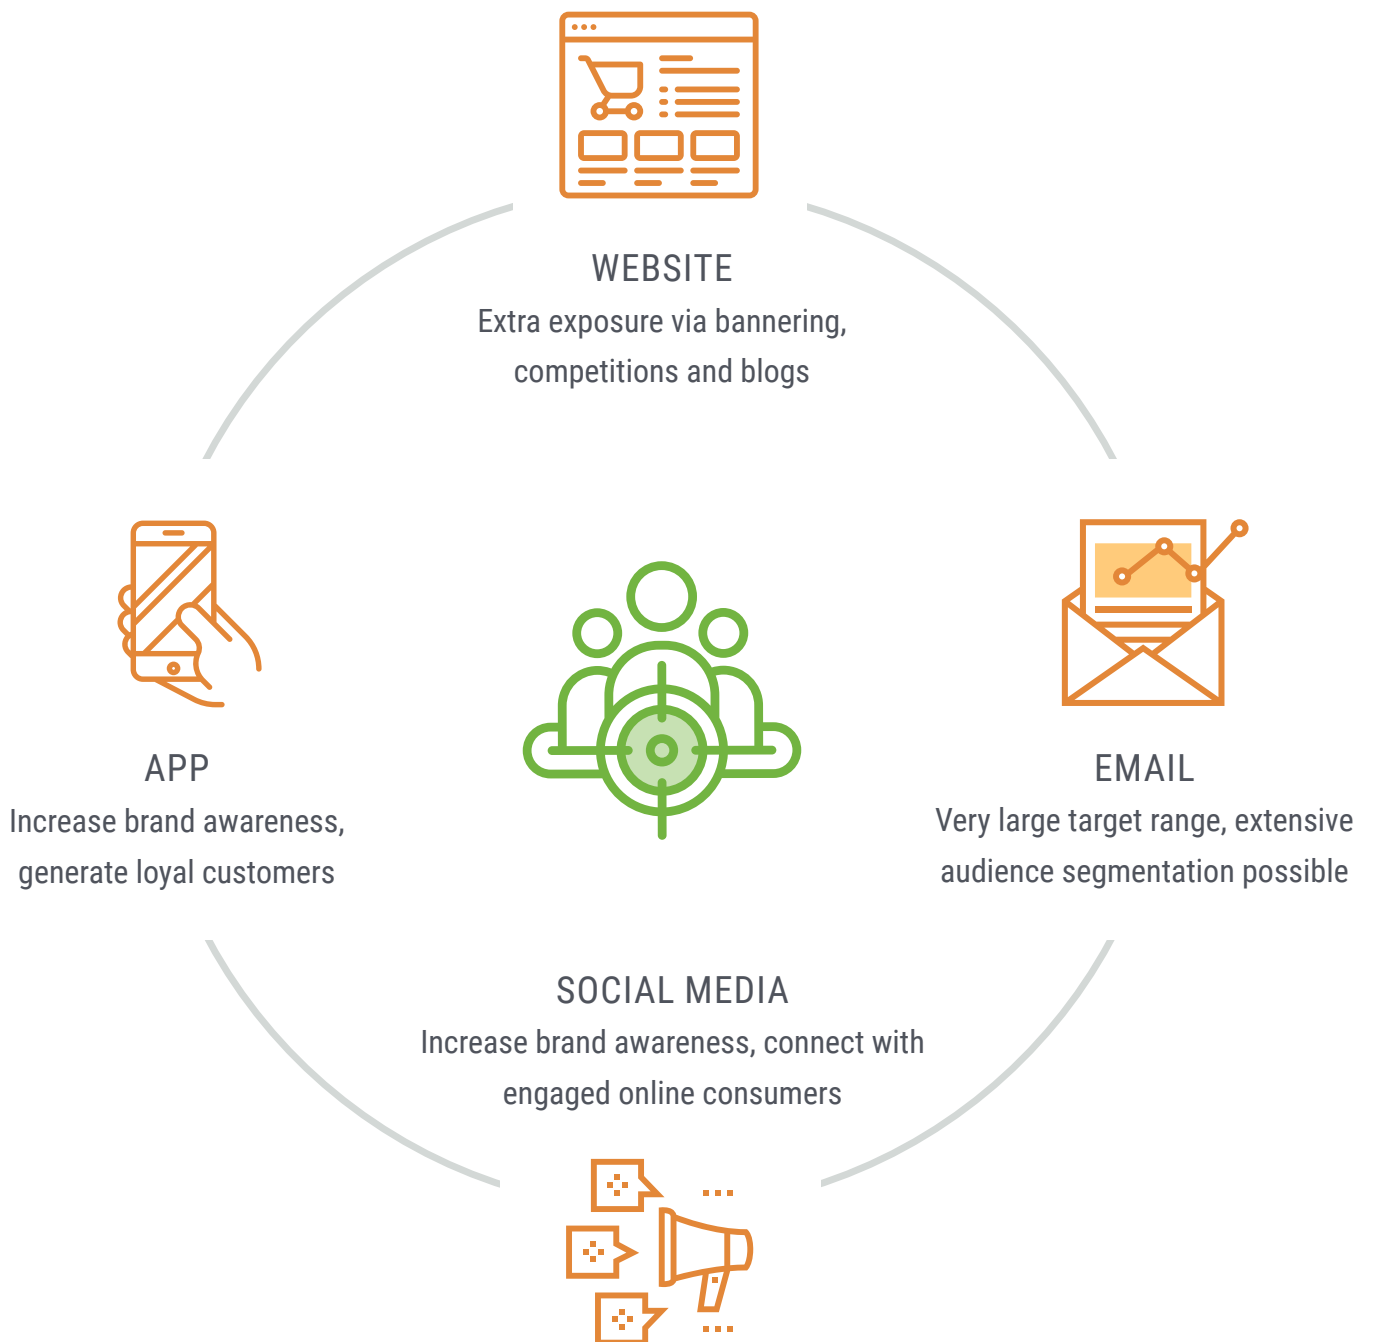 WEBSITE
Extra exposure via bannering,
competitions and blogs
APP
Increase brand awareness,
generate loyal customers
EMAIL
Very large target range, extensive
audience segmentation possible
SOCIAL MEDIA
Increase brand awareness, connect with
engaged online consumers